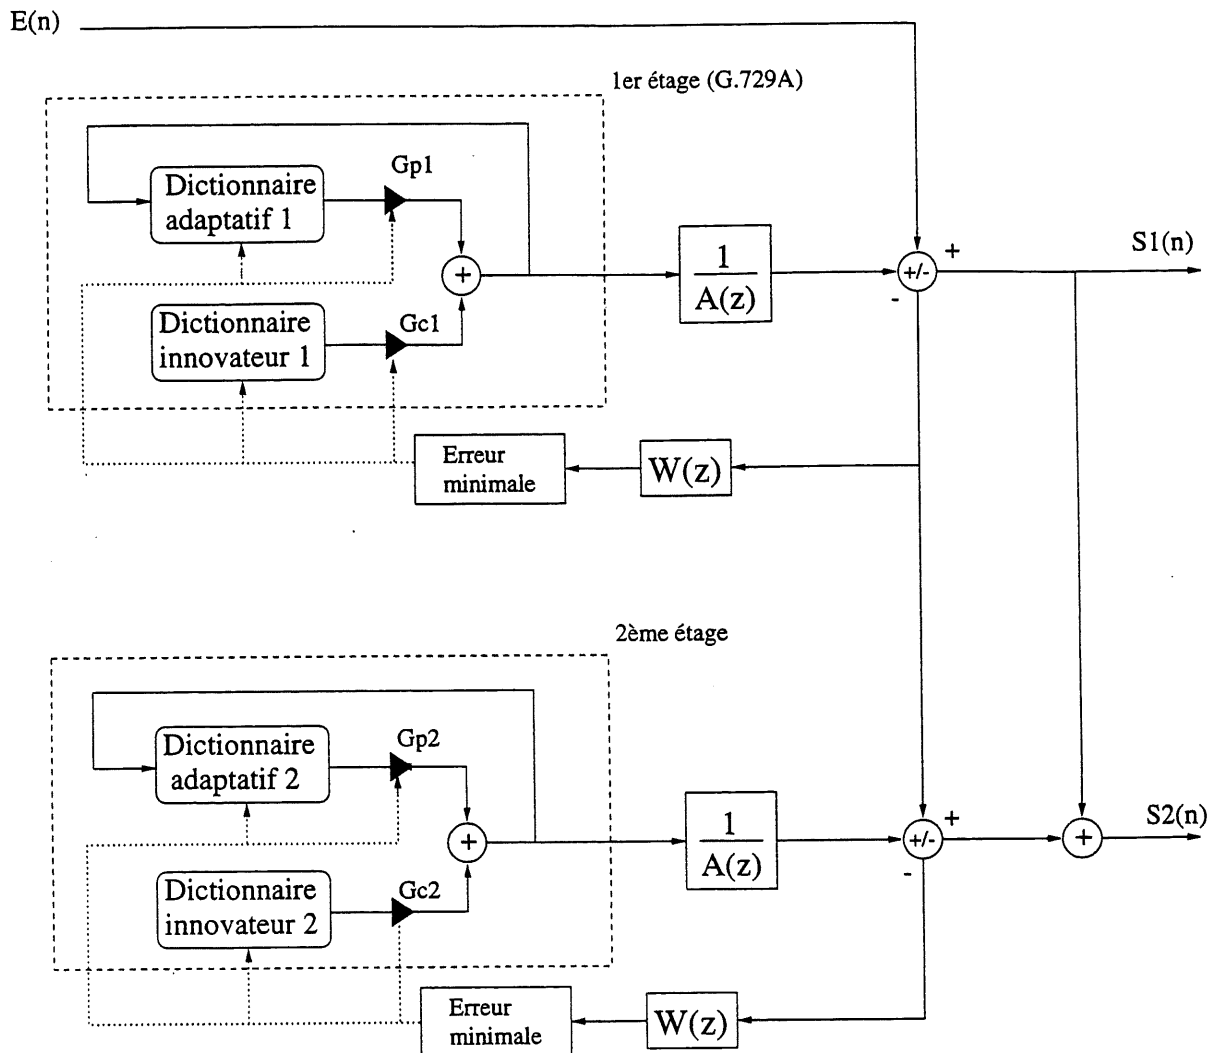 E(n)
1er étage (G.729A)
Gp1
Dictionnaire
adaptatif 1
S1(n)
+
+
1
A(z)
+/-
-
Dictionnaire
innovateur 1
Gc1
Erreur
minimale
W(z)
2ème étage
Gp2
Dictionnaire
adaptatif 2
S2(n)
+
+
1
A(z)
+/-
+
-
Dictionnaire
innovateur 2
Gc2
Erreur
minimale
W(z)